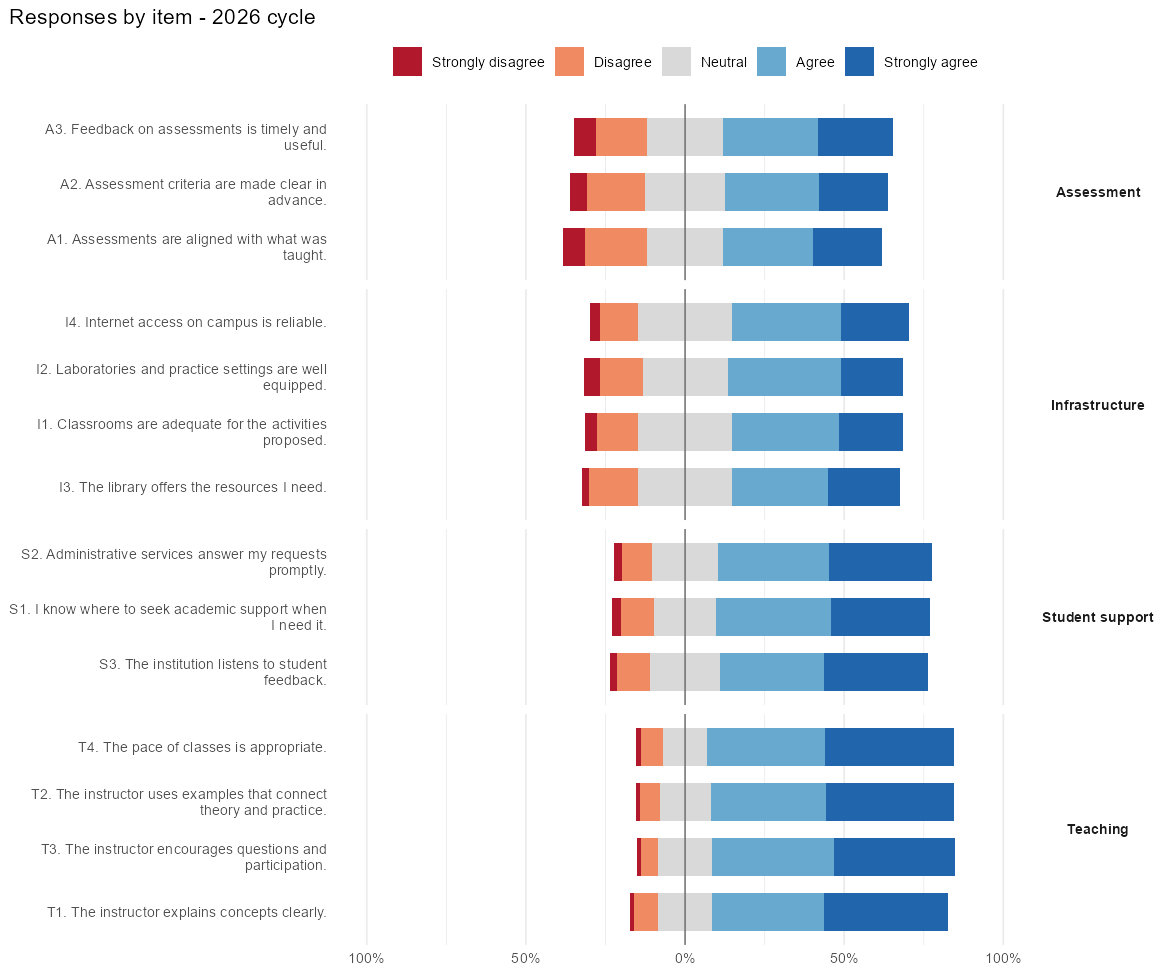 Responses by item - 2026 cycle
Strongly disagree
Disagree
Neutral
Agree
Strongly agree
A3. Feedback on assessments is timely and
useful.
A2. Assessment criteria are made clear in
advance.
A1. Assessments are aligned with what was
taught.
Assessment
I4. Internet access on campus is reliable.
I2. Laboratories and practice settings are well
equipped.
I1. Classrooms are adequate for the activities
proposed.
I3. The library offers the resources I need.
Infrastructure
S2. Administrative services answer my requests
promptly.
S1. I know where to seek academic support when
I need it.
S3. The institution listens to student
feedback.
Student support
T4. The pace of classes is appropriate.
T2. The instructor uses examples that connect
theory and practice.
T3. The instructor encourages questions and
participation.
T1. The instructor explains concepts clearly.
Teaching
100%
50%
0%
50%
100%